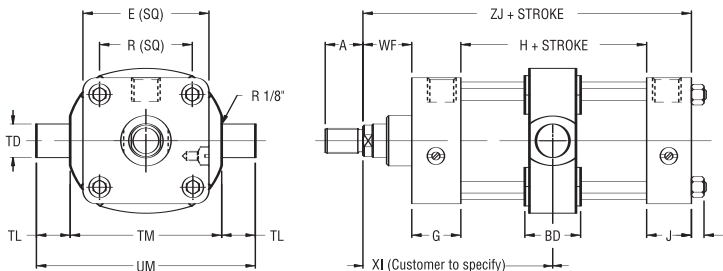 E (SQ)
R (SQ)
R 1/8"
TD
TL
TM
TL
UM
ZJ + STROKE
A
WF
H + STROKE
G
BD
J
XI (Customer to specify)